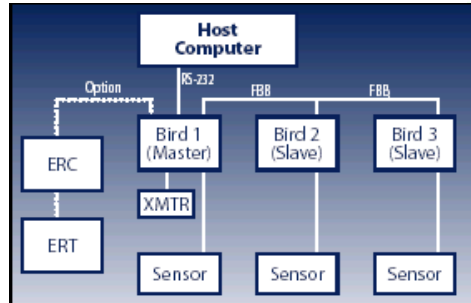 Host
Computer
RS-232
Option
FBB
FBB
Bird 1
(Master)
Bird 2
(Slave)
Bird 3
(Slave)
ERC
XMTR
ERT
Sensor
Sensor
Sensor